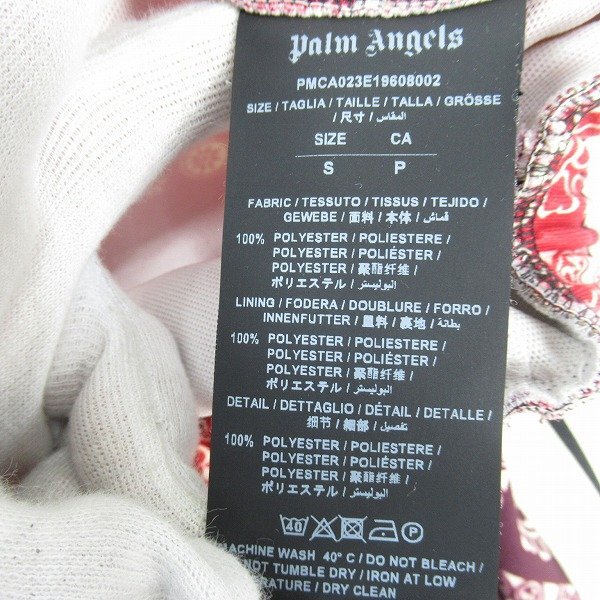 Palm Angels
PMCA023E19608002
SIZE / TAGLIA / TAILLE / TALLA / GRÖSSE
/ 尺寸 / المقاس /
SIZE CA
S P
FABRIC / TESSUTO / TISSUS / TEJIDO /
GEWEBE / 面料 / 本体 / قماش /
100% POLYESTER / POLIESTERE /
POLYESTER / POLIÉSTER /
POLYESTER / 聚酯纤维 /
ポリエステル / البوليستر /
LINING / FODERA / DOUBLURE / FORRO /
INNENFUTTER / 里料 / 裏地 / بطانة /
100% POLYESTER / POLIESTERE /
POLYESTER / POLIÉSTER /
POLYESTER / 聚酯纤维 /
ポリエステル / البوليستر /
DETAIL / DETTAGLIO / DÉTAIL / DETALLE /
细节 / 細部 / تفصيل /
100% POLYESTER / POLIESTERE /
POLYESTER / POLIÉSTER /
POLYESTER / 聚酯纤维 /
ポリエステル / البوليستر /
40
MACHINE WASH 40° C / DO NOT BLEACH /
NOT TUMBLE DRY / IRON AT LOW
ERATURE / DRY CLEAN